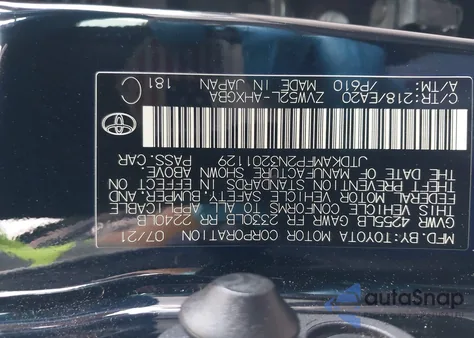 MFD. BY: TOYOTA MOTOR CORPORATION 07/21
GVWR 4255LB GAWR FR 2330LB RR 2240LB
THIS VEHICLE CONFORMS TO ALL APPLICABLE
FEDERAL MOTOR VEHICLE SAFETY, BUMPER, AND
THEFT PREVENTION STANDARDS IN EFFECT ON
THE DATE OF MANUFACTURE SHOWN ABOVE.
JTDKAMFP2N3201129 PASS. CAR
C/TR: 218/EA20 ZVW52L-AHXGBA 181
A/TM: /P610 MADE IN JAPAN
autoSnap